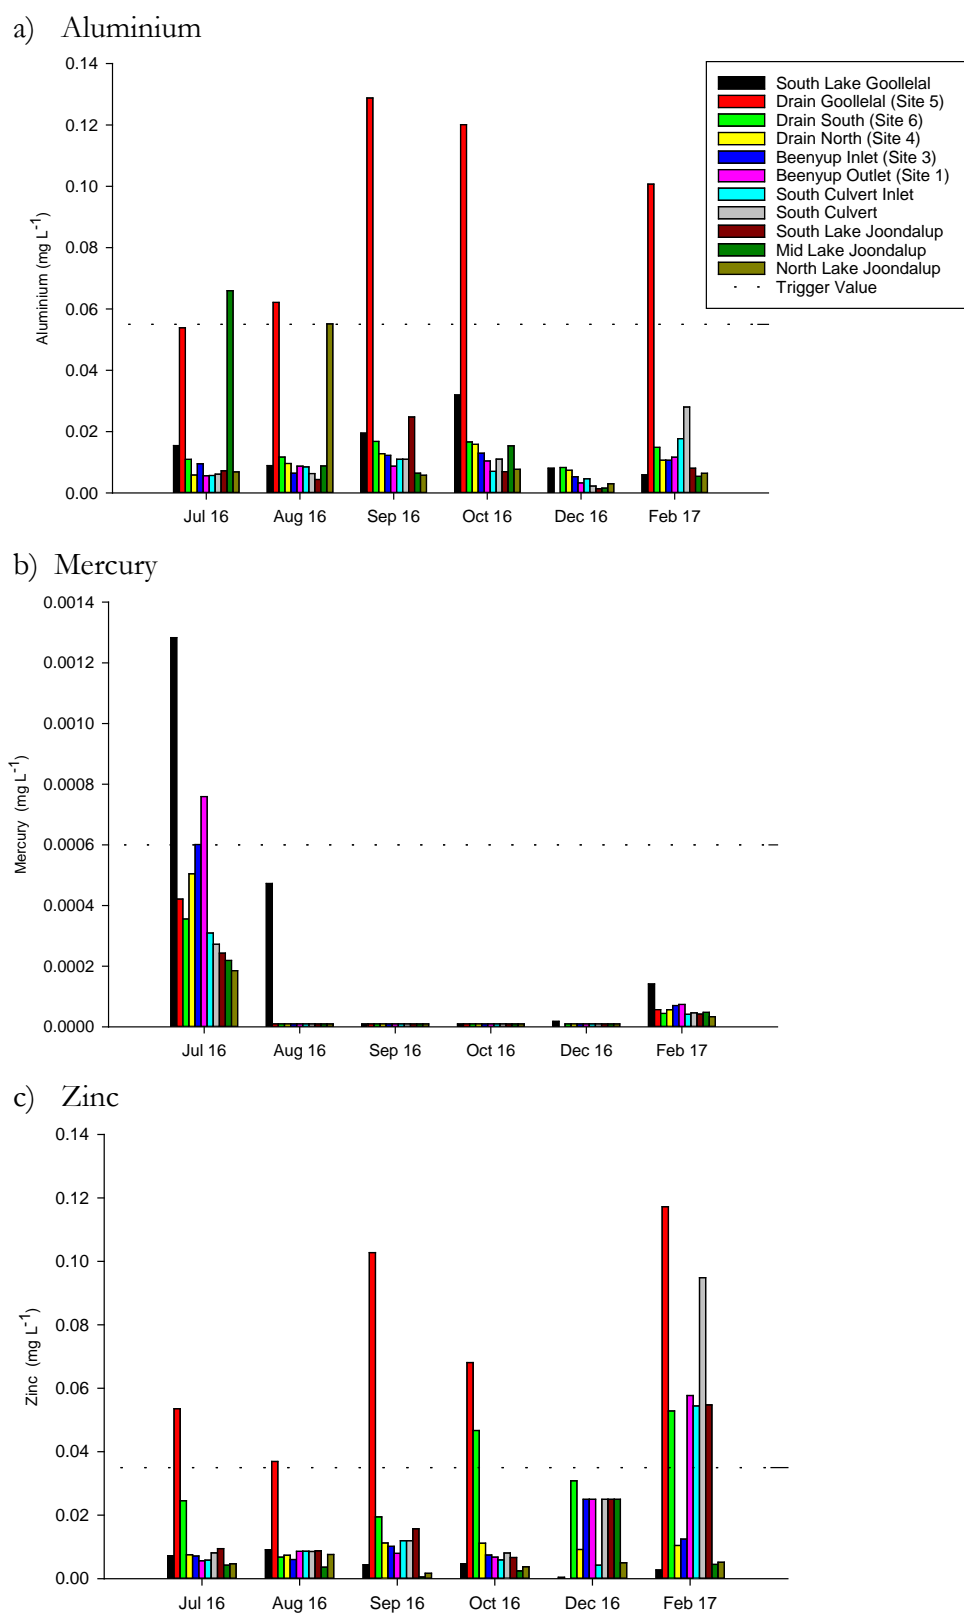 a) Aluminium
0.14
0.12
0.10
0.08
0.06
0.04
0.02
0.00
Aluminium (mg L⁻¹)
Jul 16 Aug 16 Sep 16 Oct 16 Dec 16 Feb 17
South Lake Goollelal
Drain Goollelal (Site 5)
Drain South (Site 6)
Drain North (Site 4)
Beenyup Inlet (Site 3)
Beenyup Outlet (Site 1)
South Culvert Inlet
South Culvert
South Lake Joondalup
Mid Lake Joondalup
North Lake Joondalup
Trigger Value
b) Mercury
0.0014
0.0012
0.0010
0.0008
0.0006
0.0004
0.0002
0.0000
Mercury (mg L⁻¹)
Jul 16 Aug 16 Sep 16 Oct 16 Dec 16 Feb 17
c) Zinc
0.14
0.12
0.10
0.08
0.06
0.04
0.02
0.00
Zinc (mg L⁻¹)
Jul 16 Aug 16 Sep 16 Oct 16 Dec 16 Feb 17